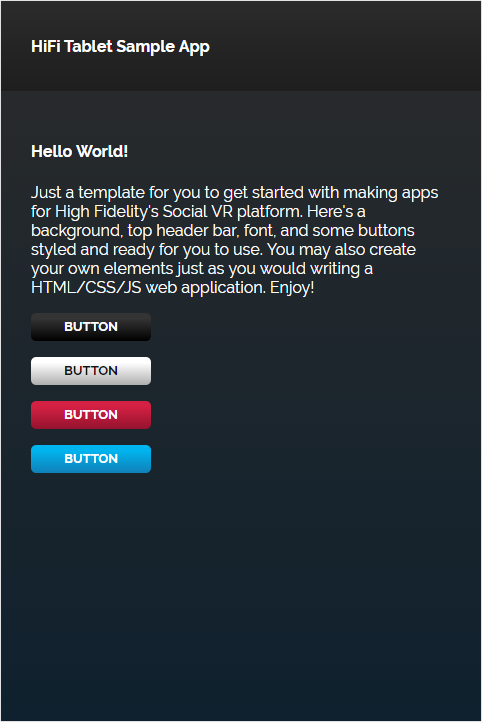 HiFi Tablet Sample App
Hello World!
Just a template for you to get started with making apps
for High Fidelity's Social VR platform. Here's a
background, top header bar, font, and some buttons
styled and ready for you to use. You may also create
your own elements just as you would writing a
HTML/CSS/JS web application. Enjoy!
BUTTON
BUTTON
BUTTON
BUTTON